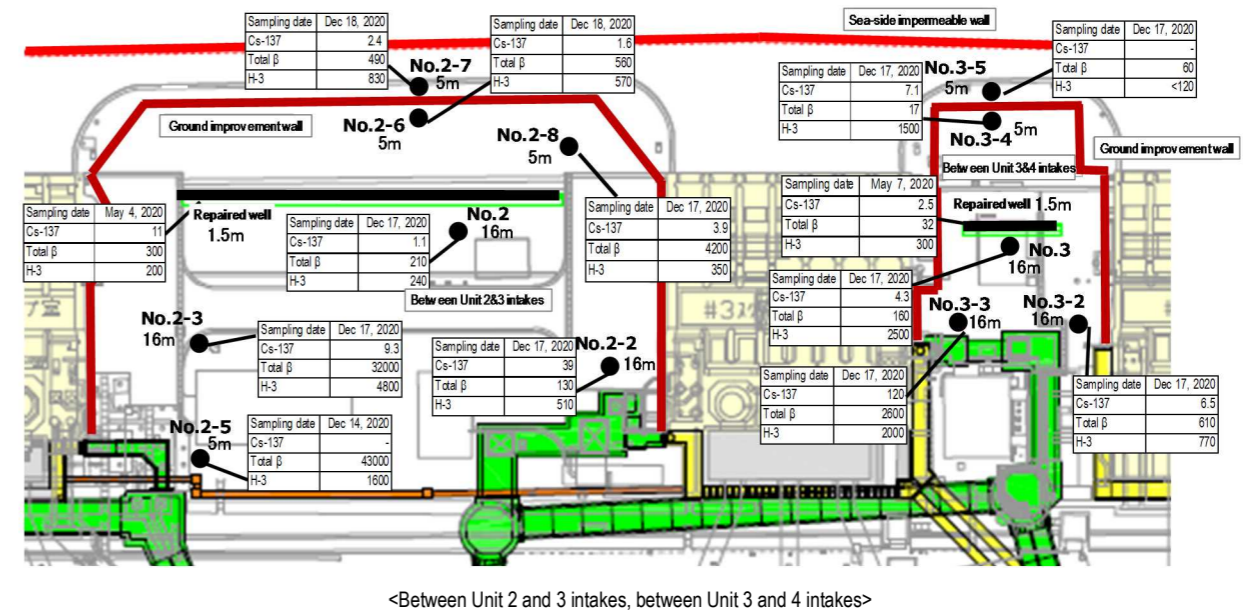 Sea-side impermeable wall
Sampling date Dec 18, 2020
Cs-137 2.4
Total β 490
H-3 830
Sampling date Dec 18, 2020
Cs-137 1.6
Total β 560
H-3 570
Sampling date Dec 17, 2020
Cs-137 -
Total β 60
H-3 <120
No.2-7
5m
No.3-5
5m
Sampling date Dec 17, 2020
Cs-137 7.1
Total β 17
H-3 1500
Ground improvement wall
No.2-6
5m
No.2-8
5m
No.3-4
5m
Ground improvement wall
Between Unit 3&4 intakes
Sampling date May 4, 2020
Cs-137 11
Total β 300
H-3 200
Repaired well
1.5m
Sampling date Dec 17, 2020
Cs-137 1.1
Total β 210
H-3 240
No.2
16m
Sampling date Dec 17, 2020
Cs-137 3.9
Total β 4200
H-3 350
Sampling date May 7, 2020
Cs-137 2.5
Total β 32
H-3 300
Repaired well 1.5m
No.3
16m
Between Unit 2&3 intakes
Sampling date Dec 17, 2020
Cs-137 4.3
Total β 160
H-3 2500
プ室
#3ス
#
No.2-3
16m
Sampling date Dec 17, 2020
Cs-137 9.3
Total β 32000
H-3 4800
Sampling date Dec 17, 2020
Cs-137 39
Total β 130
H-3 510
No.2-2
16m
No.3-3
16m
No.3-2
16m
Sampling date Dec 17, 2020
Cs-137 120
Total β 2600
H-3 2000
Sampling date Dec 17, 2020
Cs-137 6.5
Total β 610
H-3 770
No.2-5
5m
Sampling date Dec 14, 2020
Cs-137 -
Total β 43000
H-3 1600
<Between Unit 2 and 3 intakes, between Unit 3 and 4 intakes>